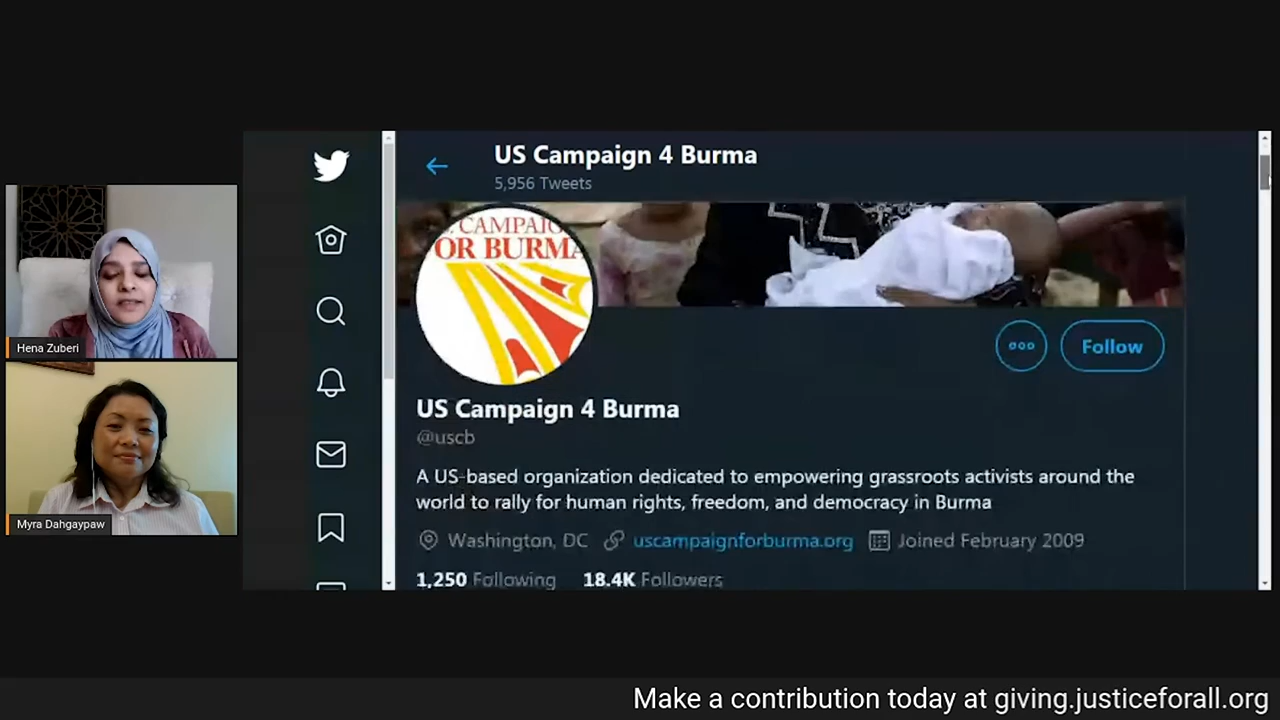 Hena Zuberi
Myra Dahgaypaw
US Campaign 4 Burma
5,956 Tweets
CAMPAIG
OR BURMA
Follow
US Campaign 4 Burma
@uscb
A US-based organization dedicated to empowering grassroots activists around the
world to rally for human rights, freedom, and democracy in Burma
Washington, DC uscampaignforburma.org Joined February 2009
1,250 Following 18.4K Followers
Make a contribution today at giving.justiceforall.org